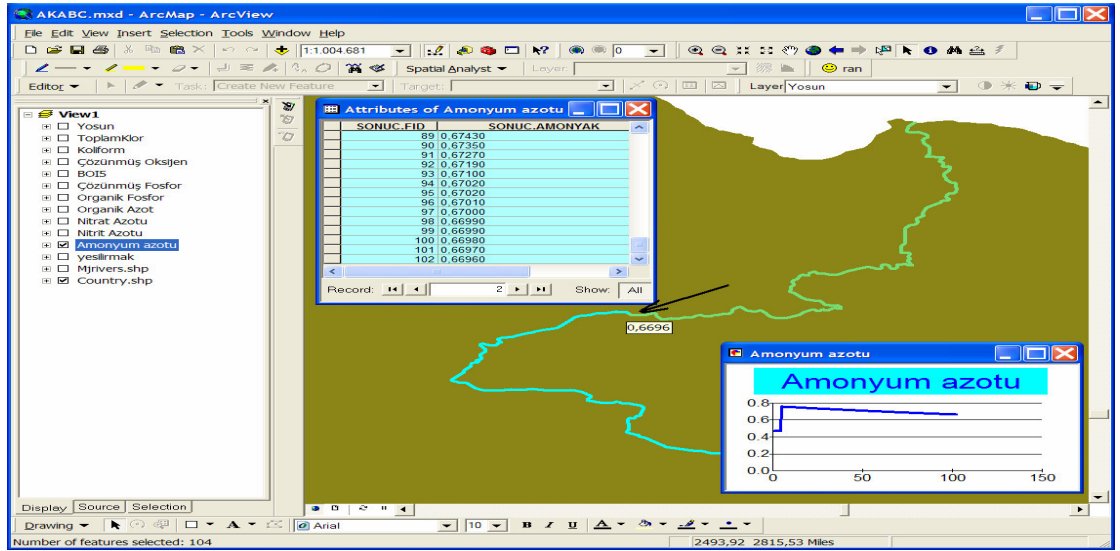 AKABC.mxd - ArcMap - ArcView
File Edit View Insert Selection Tools Window Help
1:1.004.681 0
Spatial Analyst Layer: ran
Editor Task: Create New Feature Target: Layer Yosun
View1
Yosun
ToplamKlor
Koliform
Çözünmüş Oksijen
BOI5
Çözünmüş Fosfor
Organik Fosfor
Organik Azot
Nitrat Azotu
Nitrit Azotu
Amonyum azotu
yesilirmak
Mjrivers.shp
Country.shp
Display Source Selection
Attributes of Amonyum azotu
SONUC.FID SONUC.AMONYAK
89 0,67430
90 0,67350
91 0,67270
92 0,67190
93 0,67100
94 0,67020
95 0,67020
96 0,67010
97 0,67000
98 0,66990
99 0,66990
100 0,66980
101 0,66970
102 0,66960
Record: 2 Show: All
0,6696
Amonyum azotu
Amonyum azotu
0.8
0.6
0.4
0.2
0.0
0 50 100 150
Drawing A Arial 10 B I U A
Number of features selected: 104 2493,92 2815,53 Miles